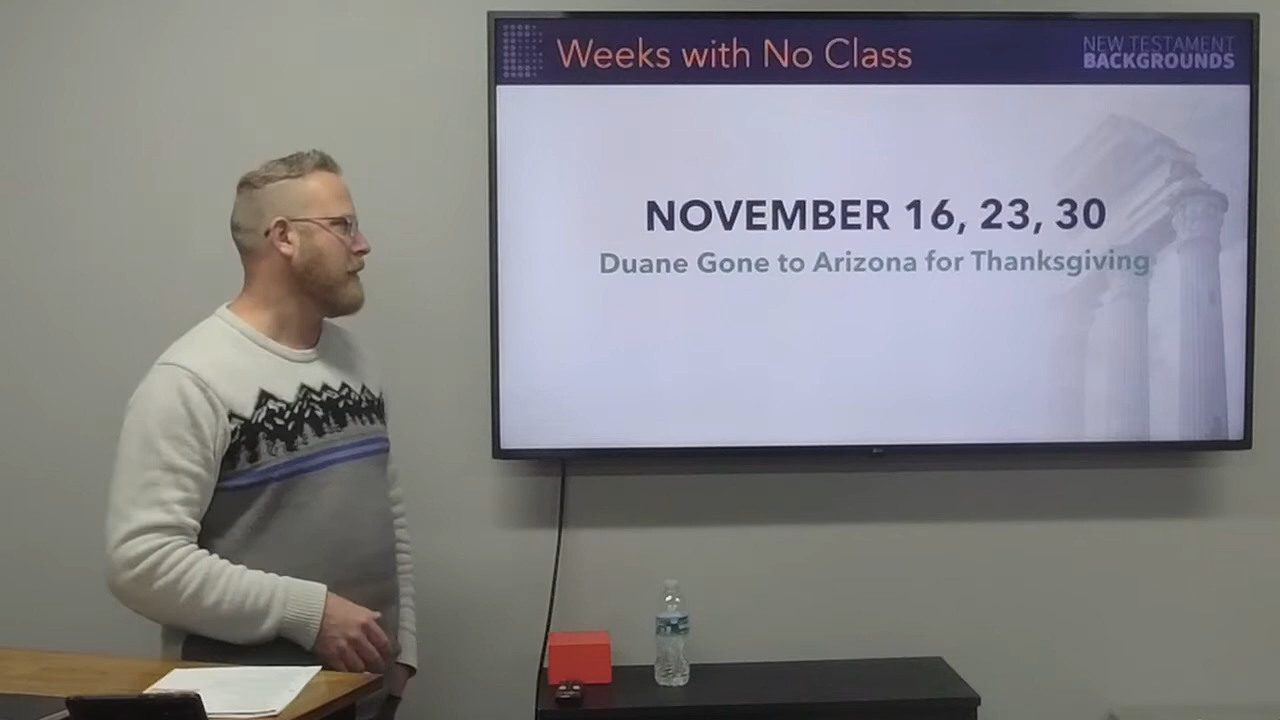 Weeks with No Class
NEW TESTAMENT
BACKGROUNDS
NOVEMBER 16, 23, 30
Duane Gone to Arizona for Thanksgiving